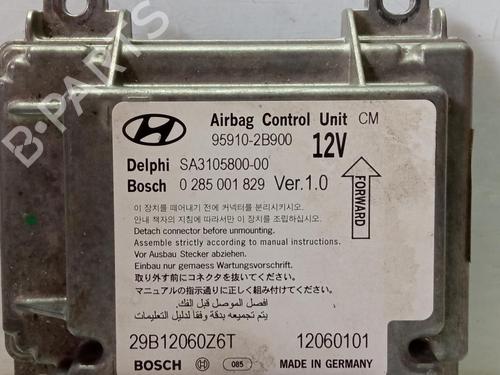 Airbag Control Unit CM
95910-2B900 12V
Delphi SA3105800-00
Bosch 0 285 001 829 Ver.1.0
FORWARD
이 장치를 떼어내기 전에 커넥터를 분리시키시오.
안내 책자의 지침에 따라서만 이 장치를 조립하십시오.
Detach connector before unmounting.
Assemble strictly according to manual instructions.
Vor Ausbau Stecker abziehen.
Einbau nur gemaess Wartungsvorschrift.
取り外す前にコネクタを抜いてください。
マニュアルの指示通りに正しく組み付けてください
افصل الموصل قبل الفك.
يتم تجميعه بدقة وفقا لدليل التعليمات
29B12060Z6T 12060101
BOSCH 085 MADE IN GERMANY
B-PARTS